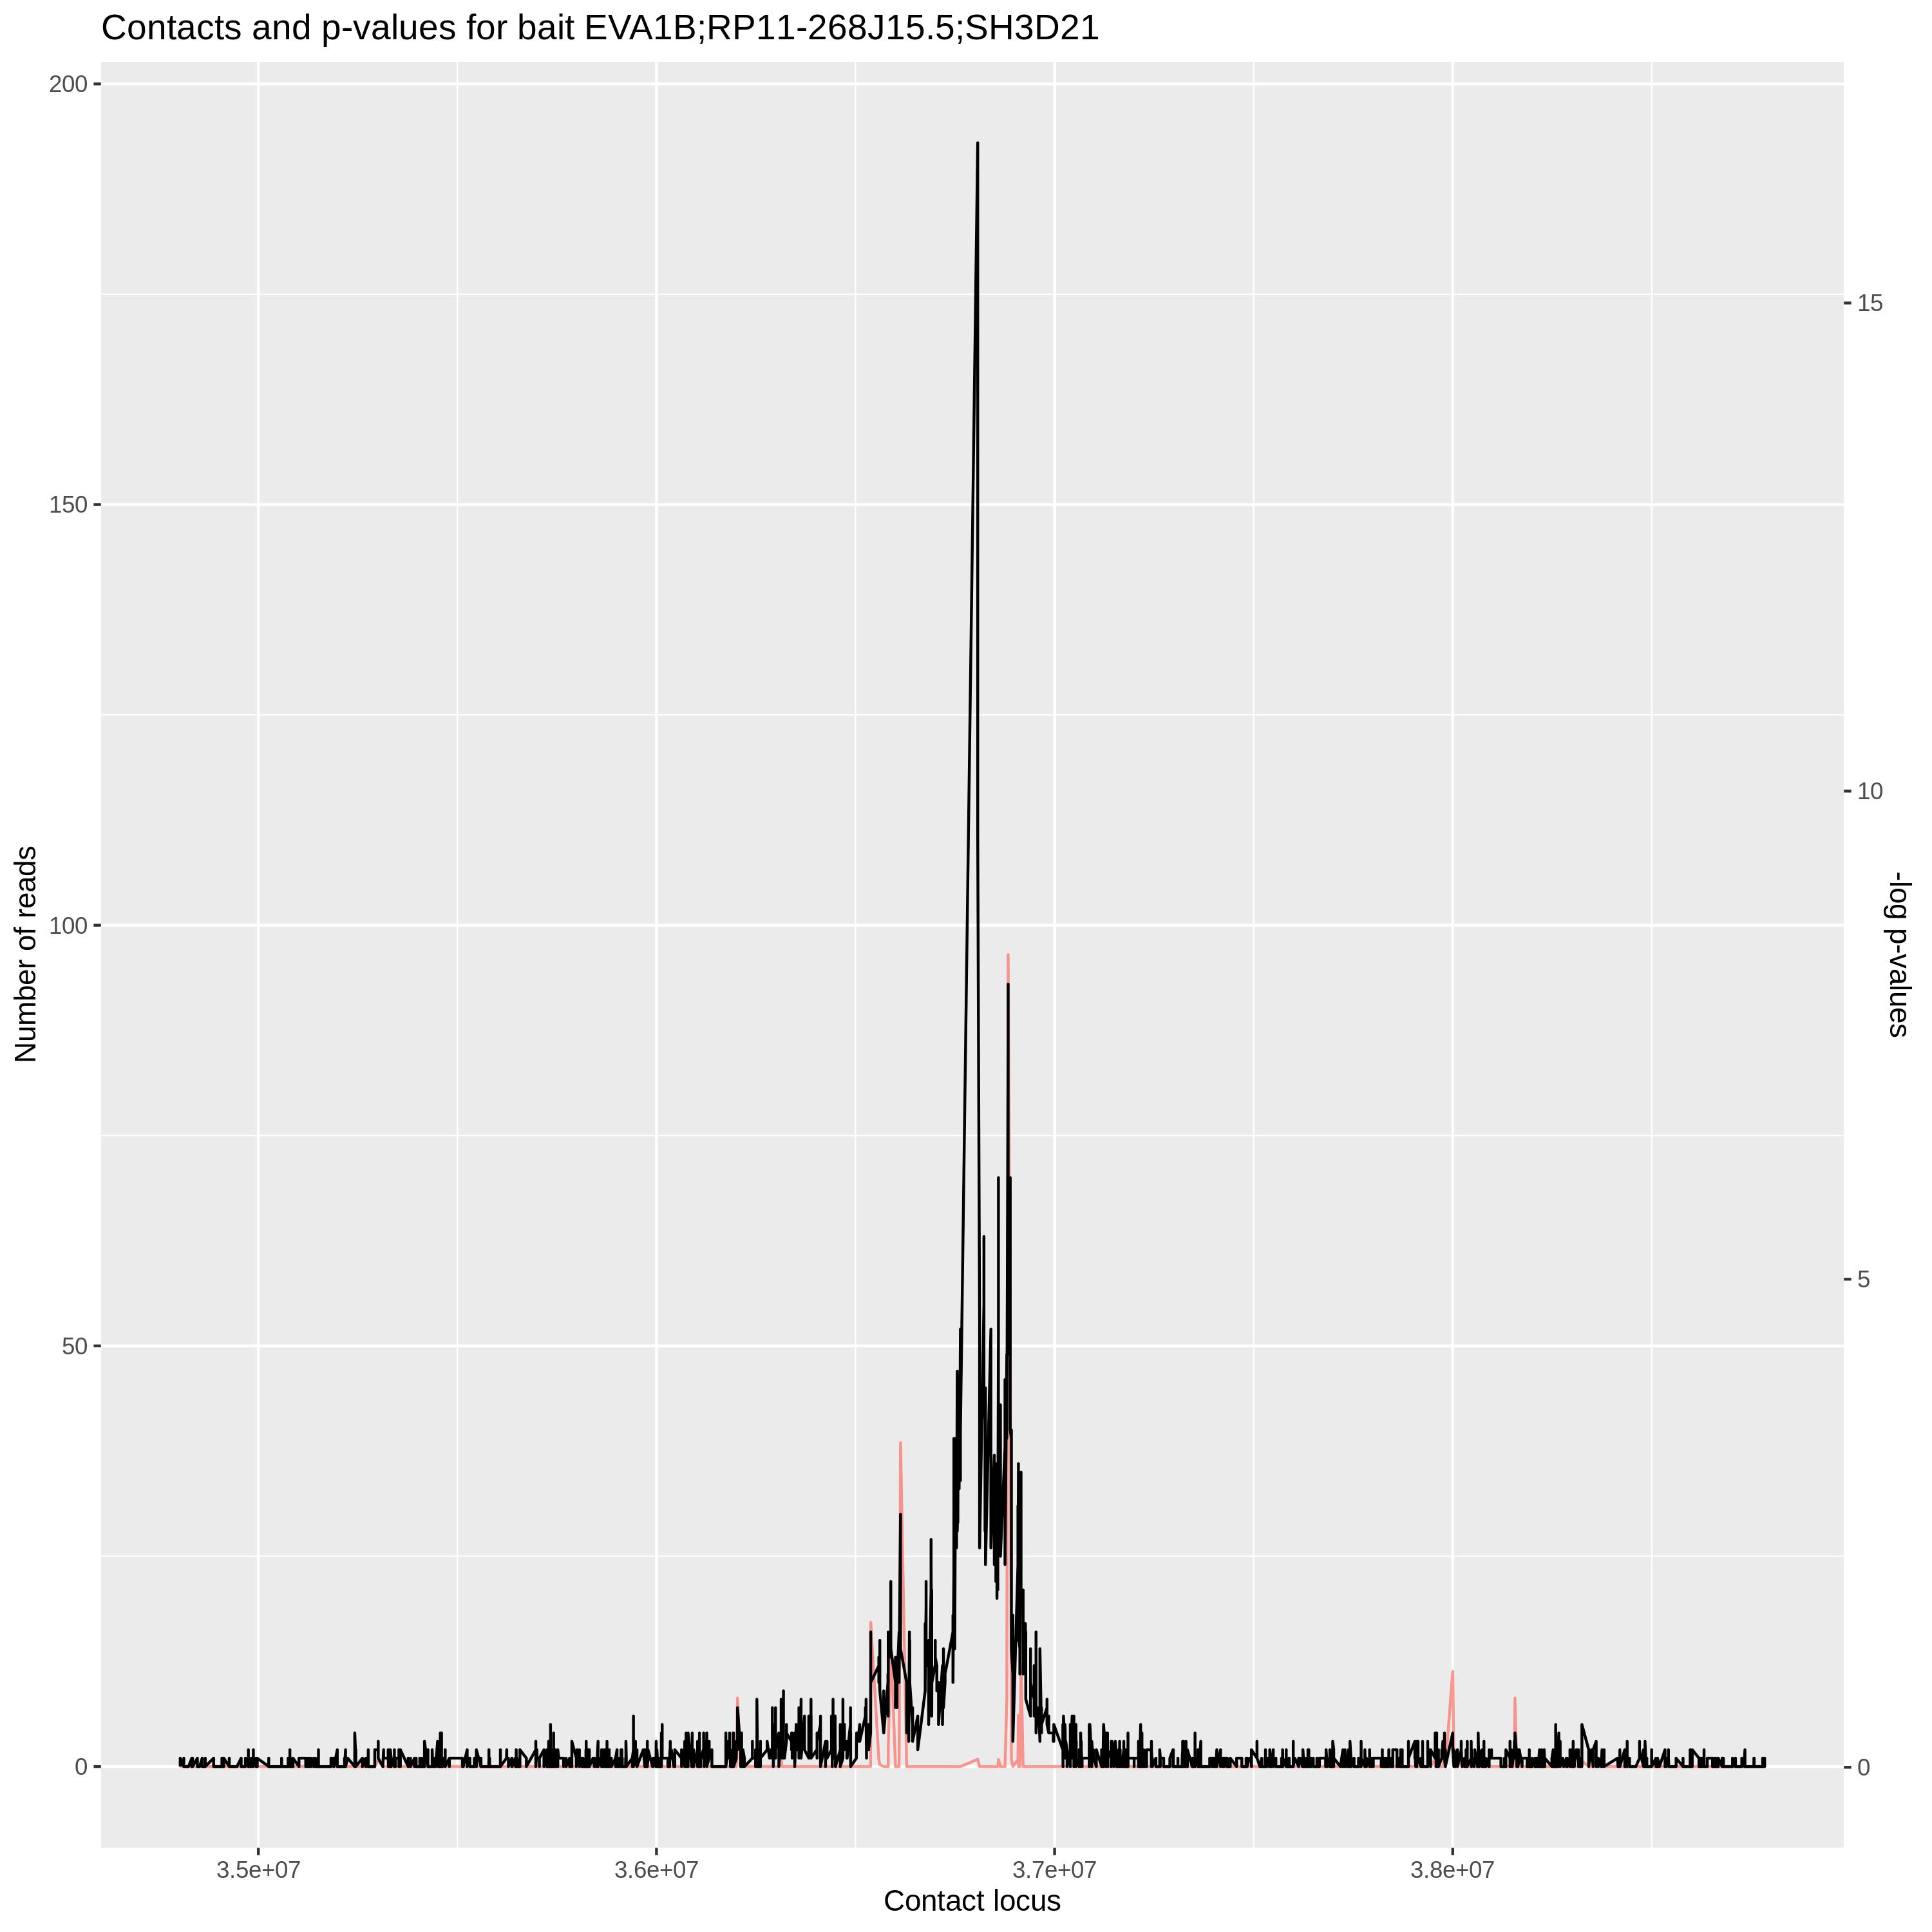 Contacts and p-values for bait EVA1B;RP11-268J15.5;SH3D21
200
150
100
50
0
Number of reads
15
10
5
0
-log p-values
3.5e+07 3.6e+07 3.7e+07 3.8e+07
Contact locus